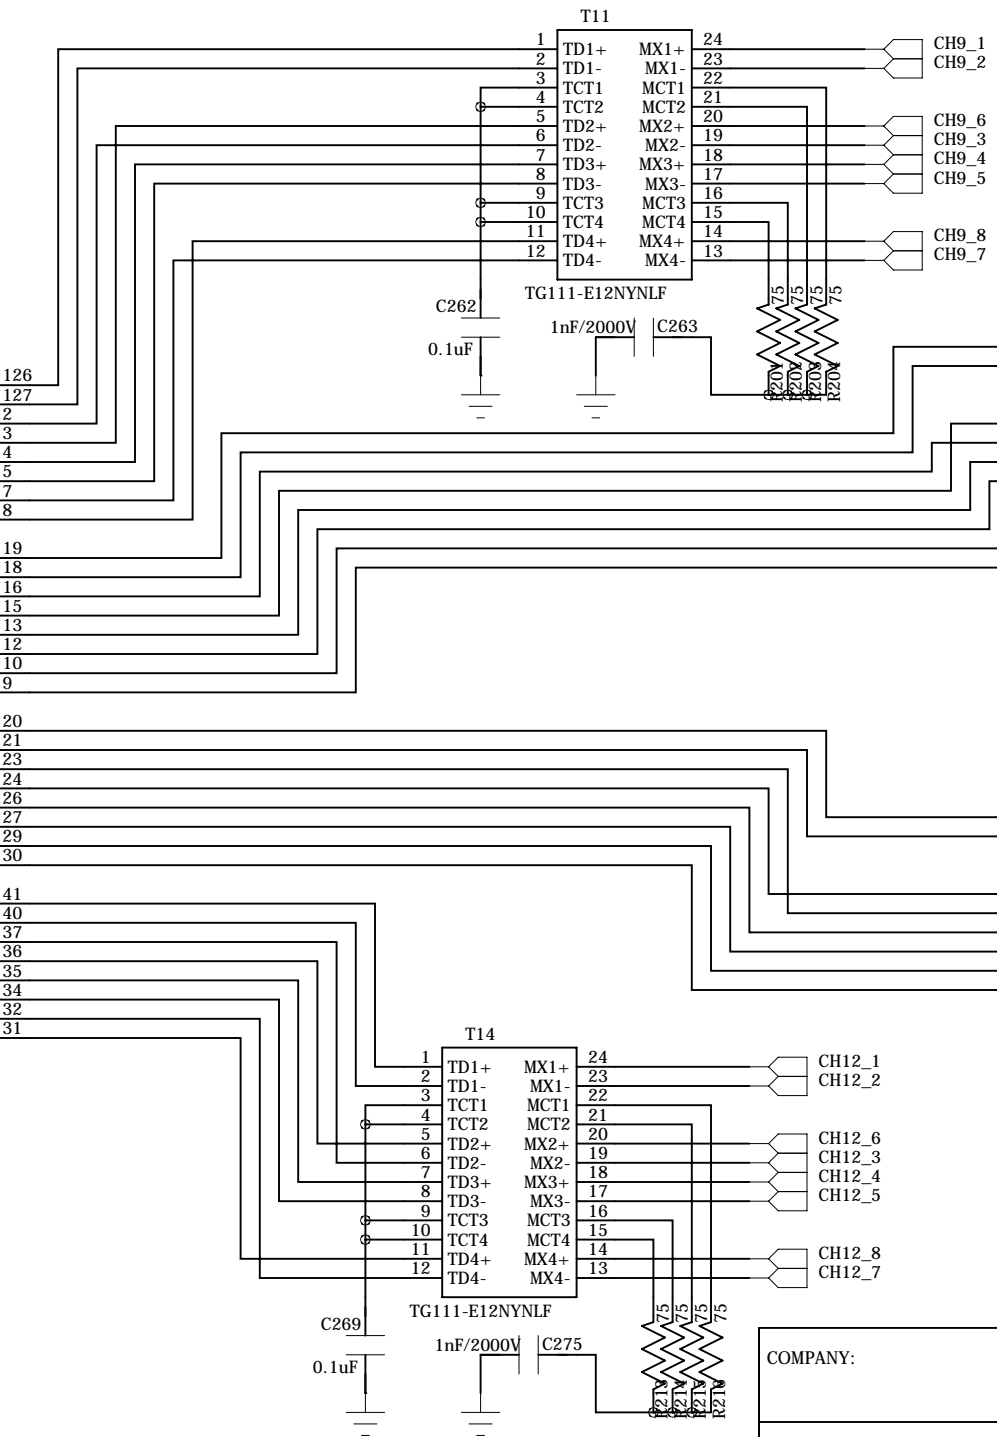 T11
1 TD1+ MX1+ 24 CH9_1
2 TD1- MX1- 23 CH9_2
3 TCT1 MCT1 22
4 TCT2 MCT2 21
5 TD2+ MX2+ 20 CH9_6
6 TD2- MX2- 19 CH9_3
7 TD3+ MX3+ 18 CH9_4
8 TD3- MX3- 17 CH9_5
9 TCT3 MCT3 16
10 TCT4 MCT4 15
11 TD4+ MX4+ 14 CH9_8
12 TD4- MX4- 13 CH9_7
TG111-E12NYNLF
75 75 75 75
C262
0.1uF
1nF/2000V C263
R201 R202 R203 R204
126
127
2
3
4
5
7
8
19
18
16
15
13
12
10
9
20
21
23
24
26
27
29
30
41
40
37
36
35
34
32
31
T14
1 TD1+ MX1+ 24 CH12_1
2 TD1- MX1- 23 CH12_2
3 TCT1 MCT1 22
4 TCT2 MCT2 21
5 TD2+ MX2+ 20 CH12_6
6 TD2- MX2- 19 CH12_3
7 TD3+ MX3+ 18 CH12_4
8 TD3- MX3- 17 CH12_5
9 TCT3 MCT3 16
10 TCT4 MCT4 15
11 TD4+ MX4+ 14 CH12_8
12 TD4- MX4- 13 CH12_7
TG111-E12NYNLF
75 75 75 75
C269
0.1uF
1nF/2000V C275
R213 R214 R215 R216
COMPANY: